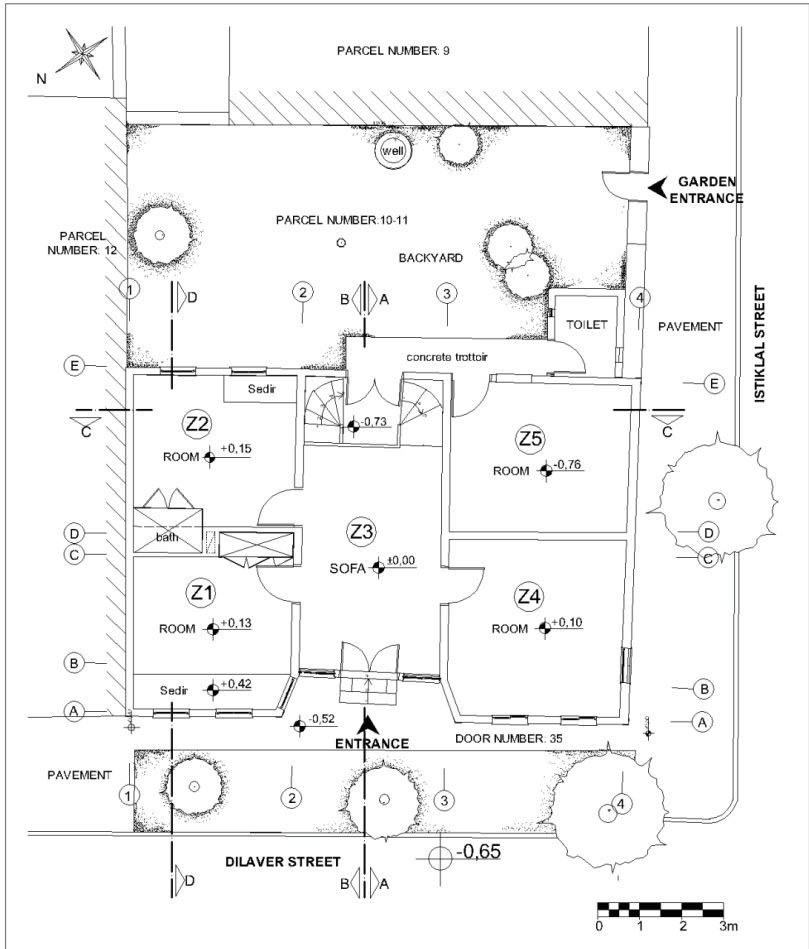 PARCEL NUMBER: 9
N
well
GARDEN
ENTRANCE
PARCEL
NUMBER: 12
PARCEL NUMBER:10-11
BACKYARD
1
D
2
B
A
3
4
TOILET
PAVEMENT
ISTIKLAL STREET
concrete trottoir
E
E
Sedir
C
C
Z2
ROOM
+0,15
-0.73
Z5
ROOM
-0,76
bath
D
D
C
C
Z3
SOFA
±0,00
Z1
ROOM
+0,13
Z4
ROOM
+0,10
B
B
Sedir
+0,42
A
A
-0,52
ENTRANCE
DOOR NUMBER: 35
PAVEMENT
1
2
3
4
DILAVER STREET
-0,65
D
B
A
0 1 2 3m